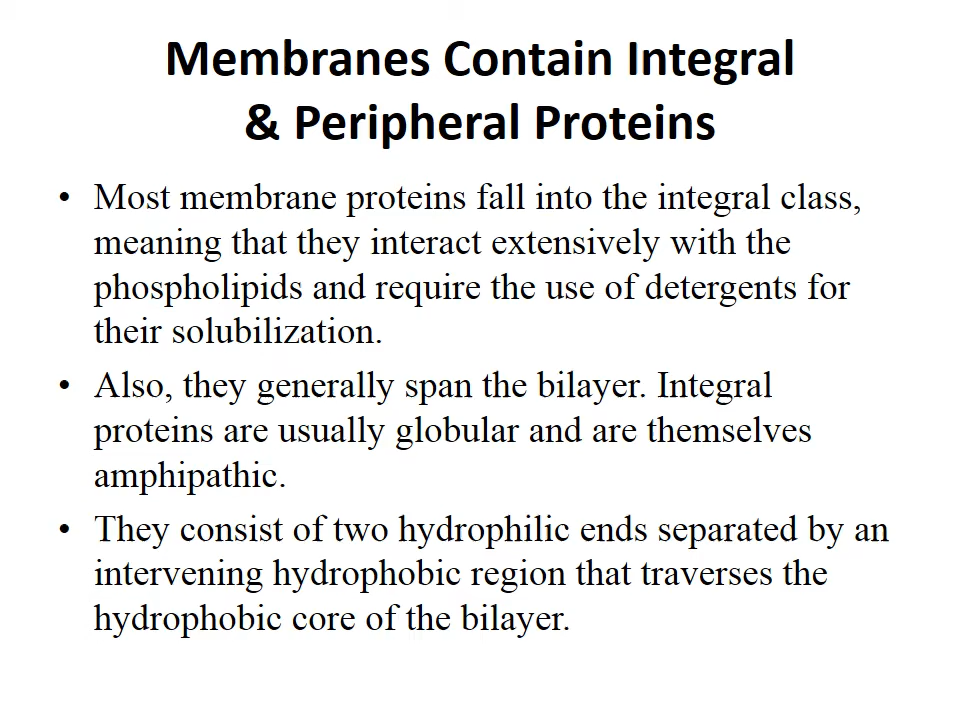 Membranes Contain Integral
& Peripheral Proteins
• Most membrane proteins fall into the integral class,
meaning that they interact extensively with the
phospholipids and require the use of detergents for
their solubilization.
• Also, they generally span the bilayer. Integral
proteins are usually globular and are themselves
amphipathic.
• They consist of two hydrophilic ends separated by an
intervening hydrophobic region that traverses the
hydrophobic core of the bilayer.